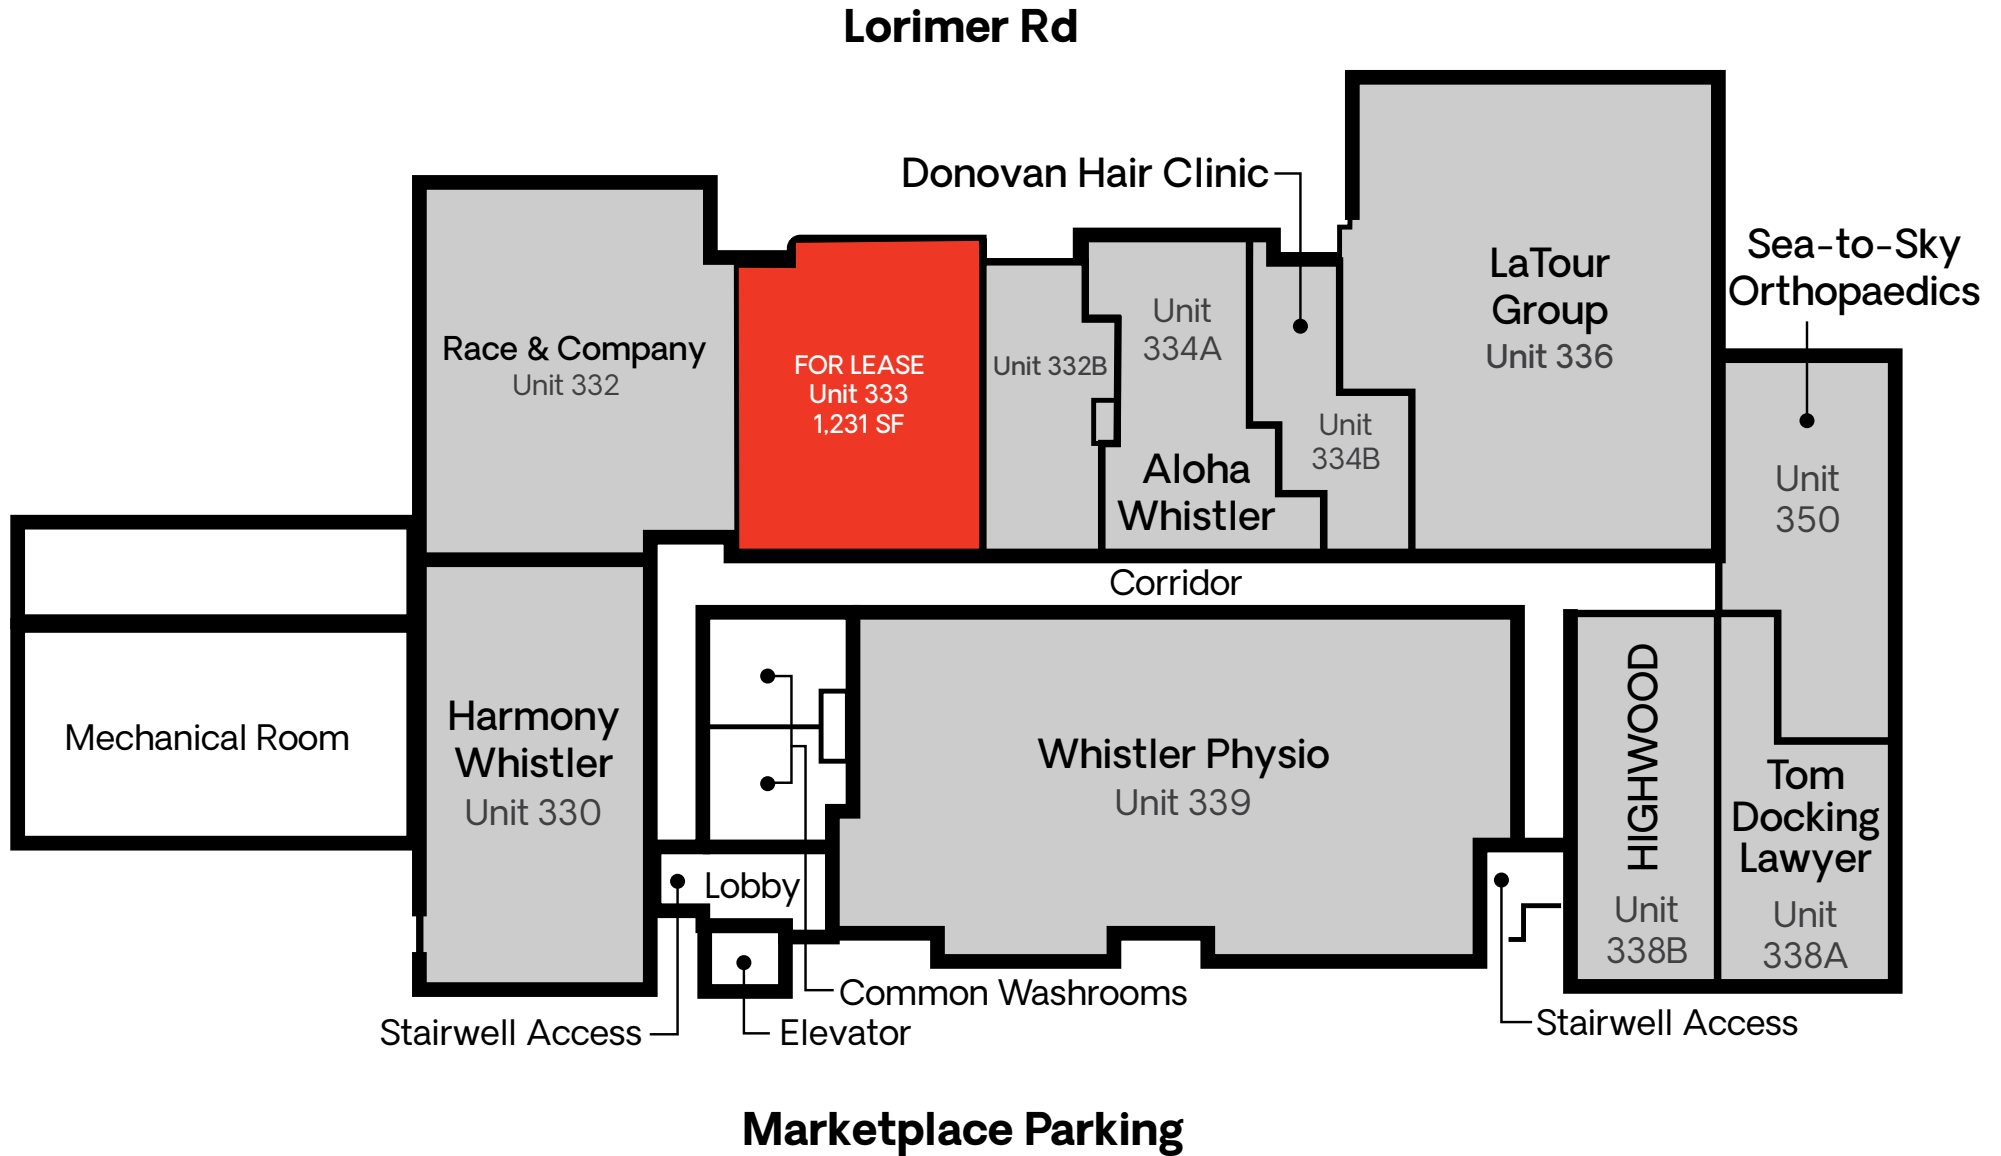 Lorimer Rd
Donovan Hair Clinic
Sea-to-Sky
Orthopaedics
LaTour
Group
Unit 336
Race & Company
Unit 332
FOR LEASE
Unit 333
1,231 SF
Unit 332B
Unit
334A
Aloha
Whistler
Unit
334B
Unit
350
Corridor
Mechanical Room
Harmony
Whistler
Unit 330
Whistler Physio
Unit 339
HIGHWOOD
Unit
338B
Tom
Docking
Lawyer
Unit
338A
Lobby
Common Washrooms
Stairwell Access
Elevator
Stairwell Access
Marketplace Parking